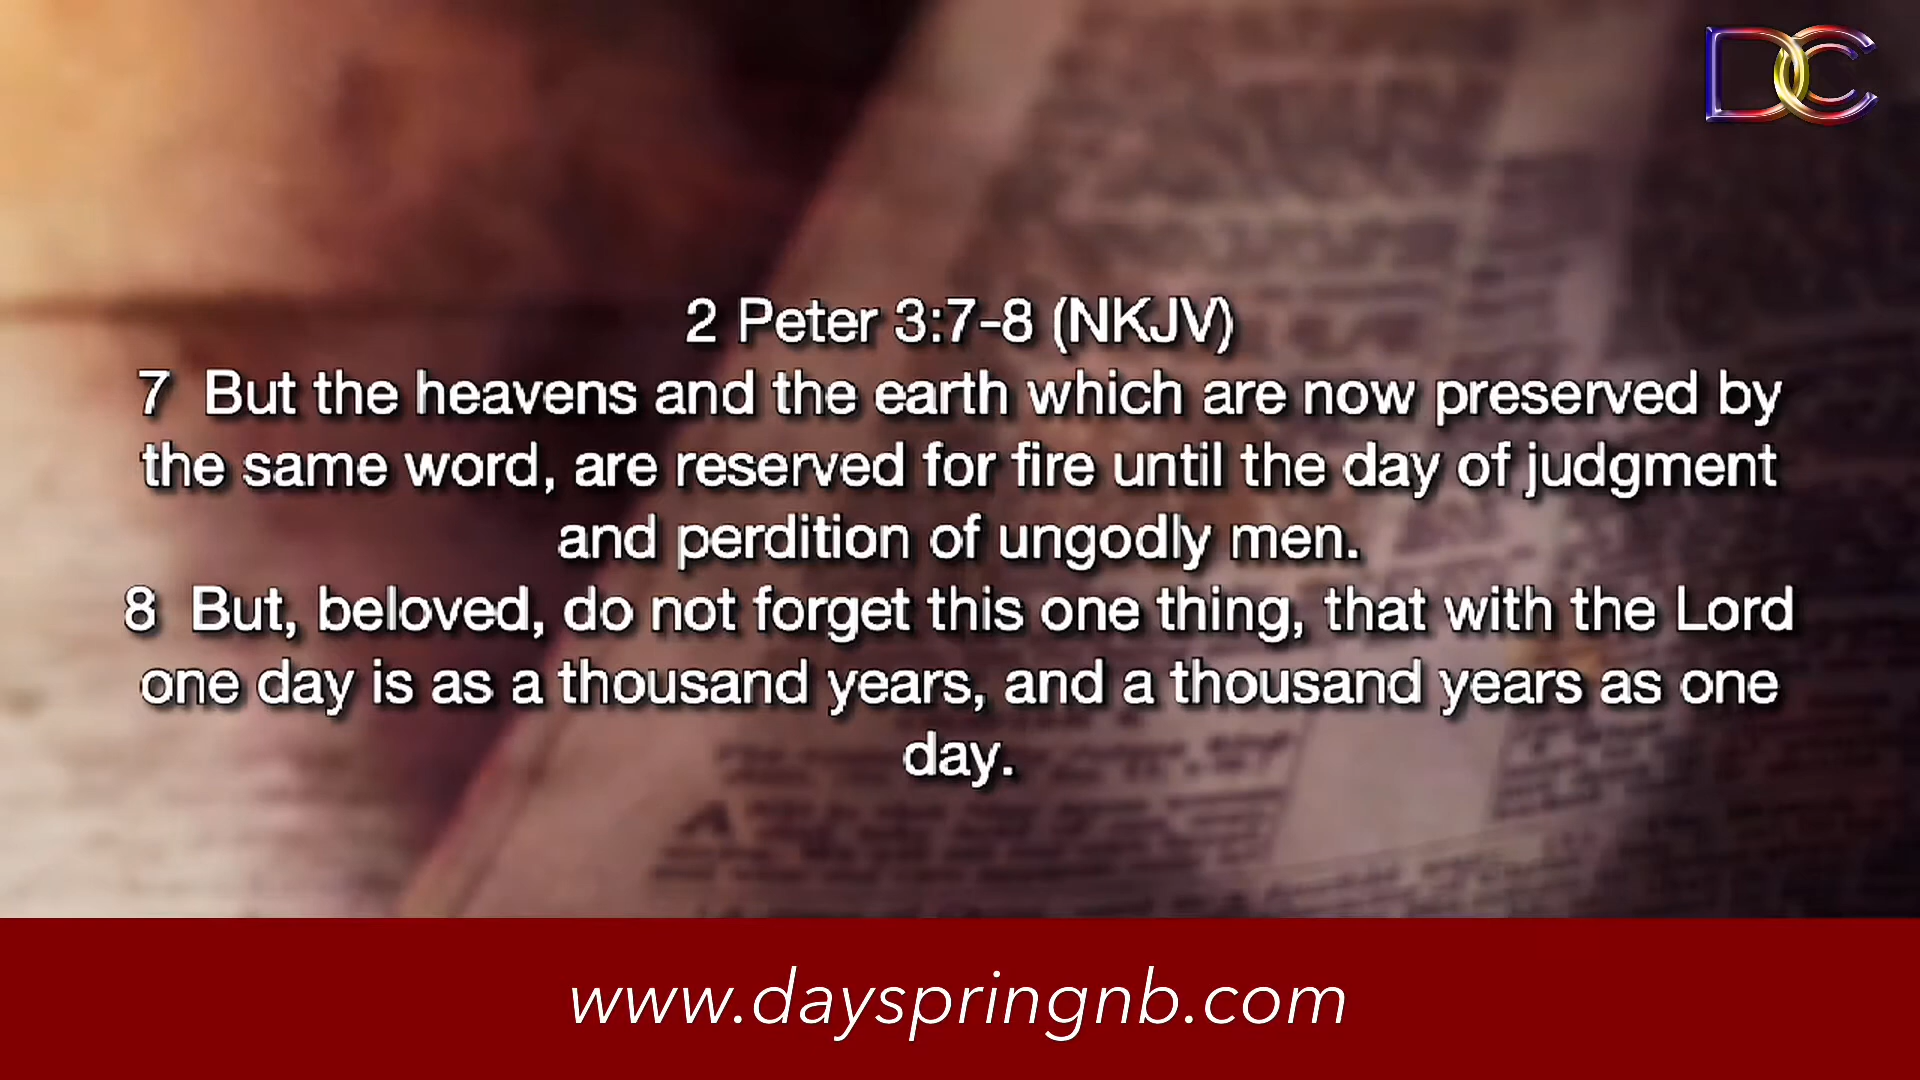 DC
2 Peter 3:7-8 (NKJV)
7 But the heavens and the earth which are now preserved by
the same word, are reserved for fire until the day of judgment
and perdition of ungodly men.
8 But, beloved, do not forget this one thing, that with the Lord
one day is as a thousand years, and a thousand years as one
day.
www.dayspringnb.com